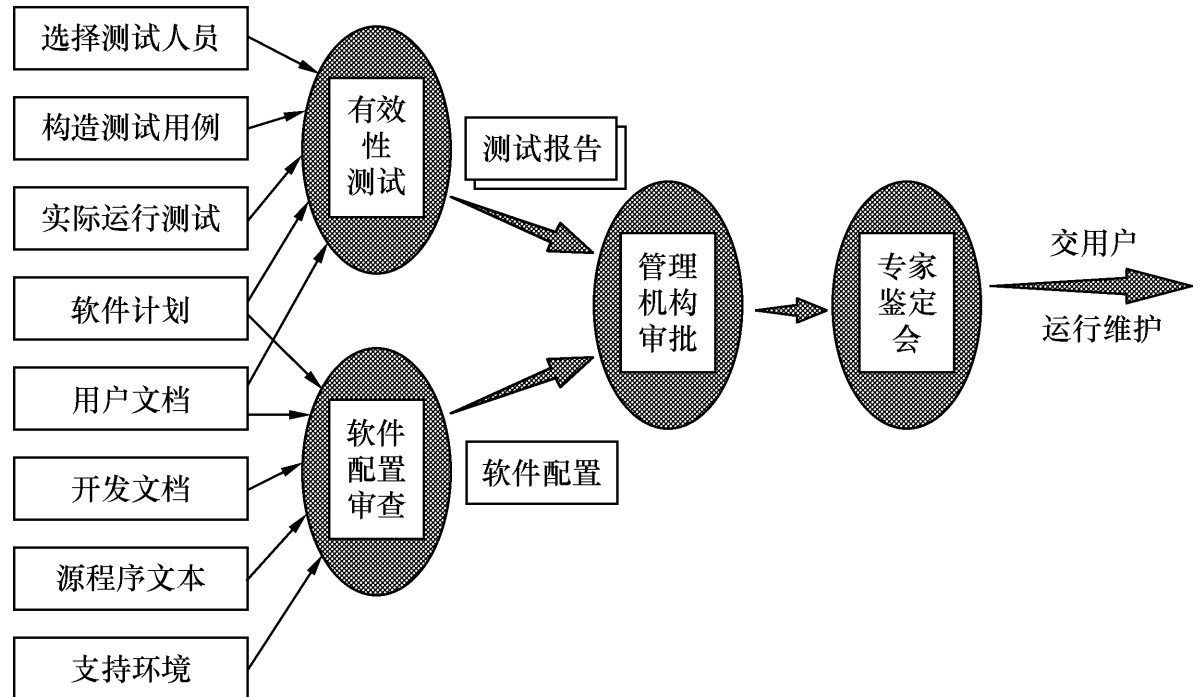 选择测试人员
构造测试用例
实际运行测试
软件计划
用户文档
开发文档
源程序文本
支持环境
有效
性
测试
软件
配置
审查
测试报告
软件配置
管理
机构
审批
专家
鉴定
会
交用户
运行维护